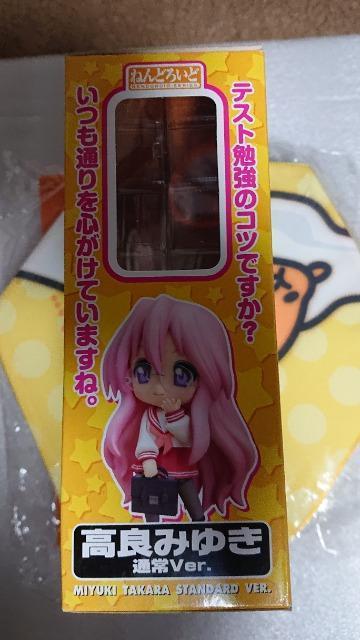 ねんどろいど
NENDOROID SERIES
テスト勉強のコツですか?
いつも通りを心がけていますね。
高良みゆき
通常Ver.
MIYUKI TAKARA STANDARD VER.